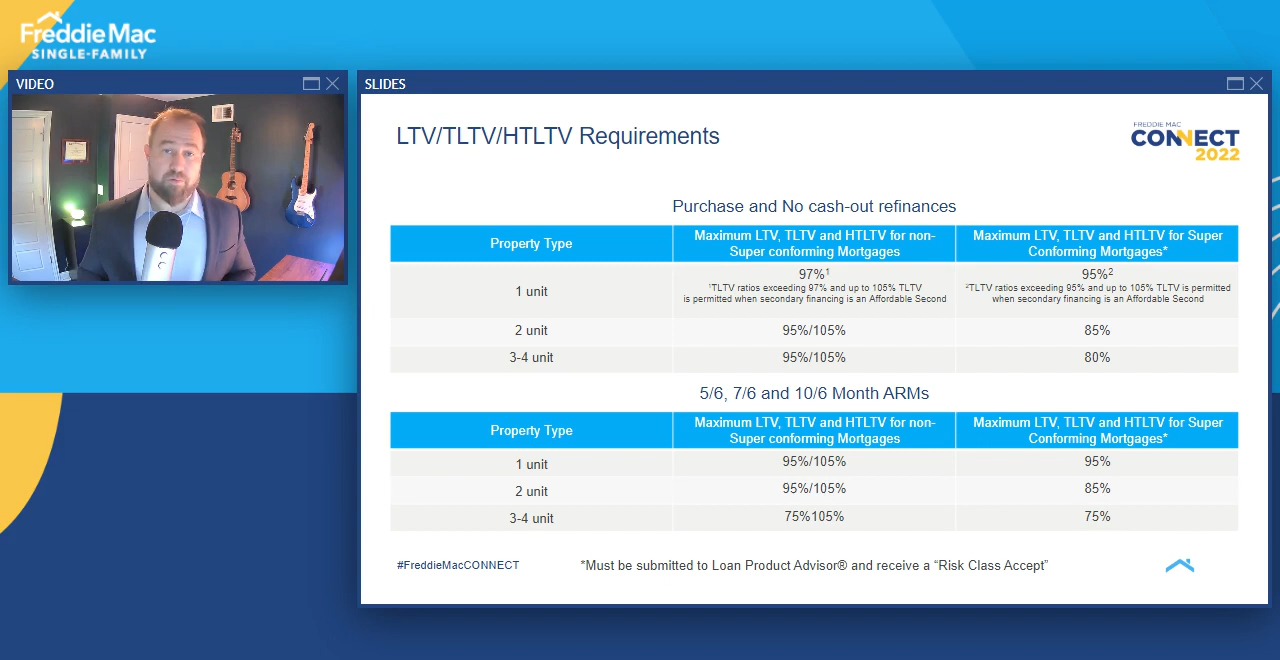 Freddie Mac
SINGLE-FAMILY
VIDEO
SLIDES
LTV/TLTV/HTLTV Requirements
FREDDIE MAC
CONNECT
2022
Purchase and No cash-out refinances
Property Type
Maximum LTV, TLTV and HTLTV for non-
Super conforming Mortgages
Maximum LTV, TLTV and HTLTV for Super
Conforming Mortgages*
1 unit
97%¹
¹TLTV ratios exceeding 97% and up to 105% TLTV
is permitted when secondary financing is an Affordable Second
95%²
²TLTV ratios exceeding 95% and up to 105% TLTV is permitted
when secondary financing is an Affordable Second
2 unit
95%/105%
85%
3-4 unit
95%/105%
80%
5/6, 7/6 and 10/6 Month ARMs
Property Type
Maximum LTV, TLTV and HTLTV for non-
Super conforming Mortgages
Maximum LTV, TLTV and HTLTV for Super
Conforming Mortgages*
1 unit
95%/105%
95%
2 unit
95%/105%
85%
3-4 unit
75%105%
75%
#FreddieMacCONNECT
*Must be submitted to Loan Product Advisor® and receive a “Risk Class Accept”